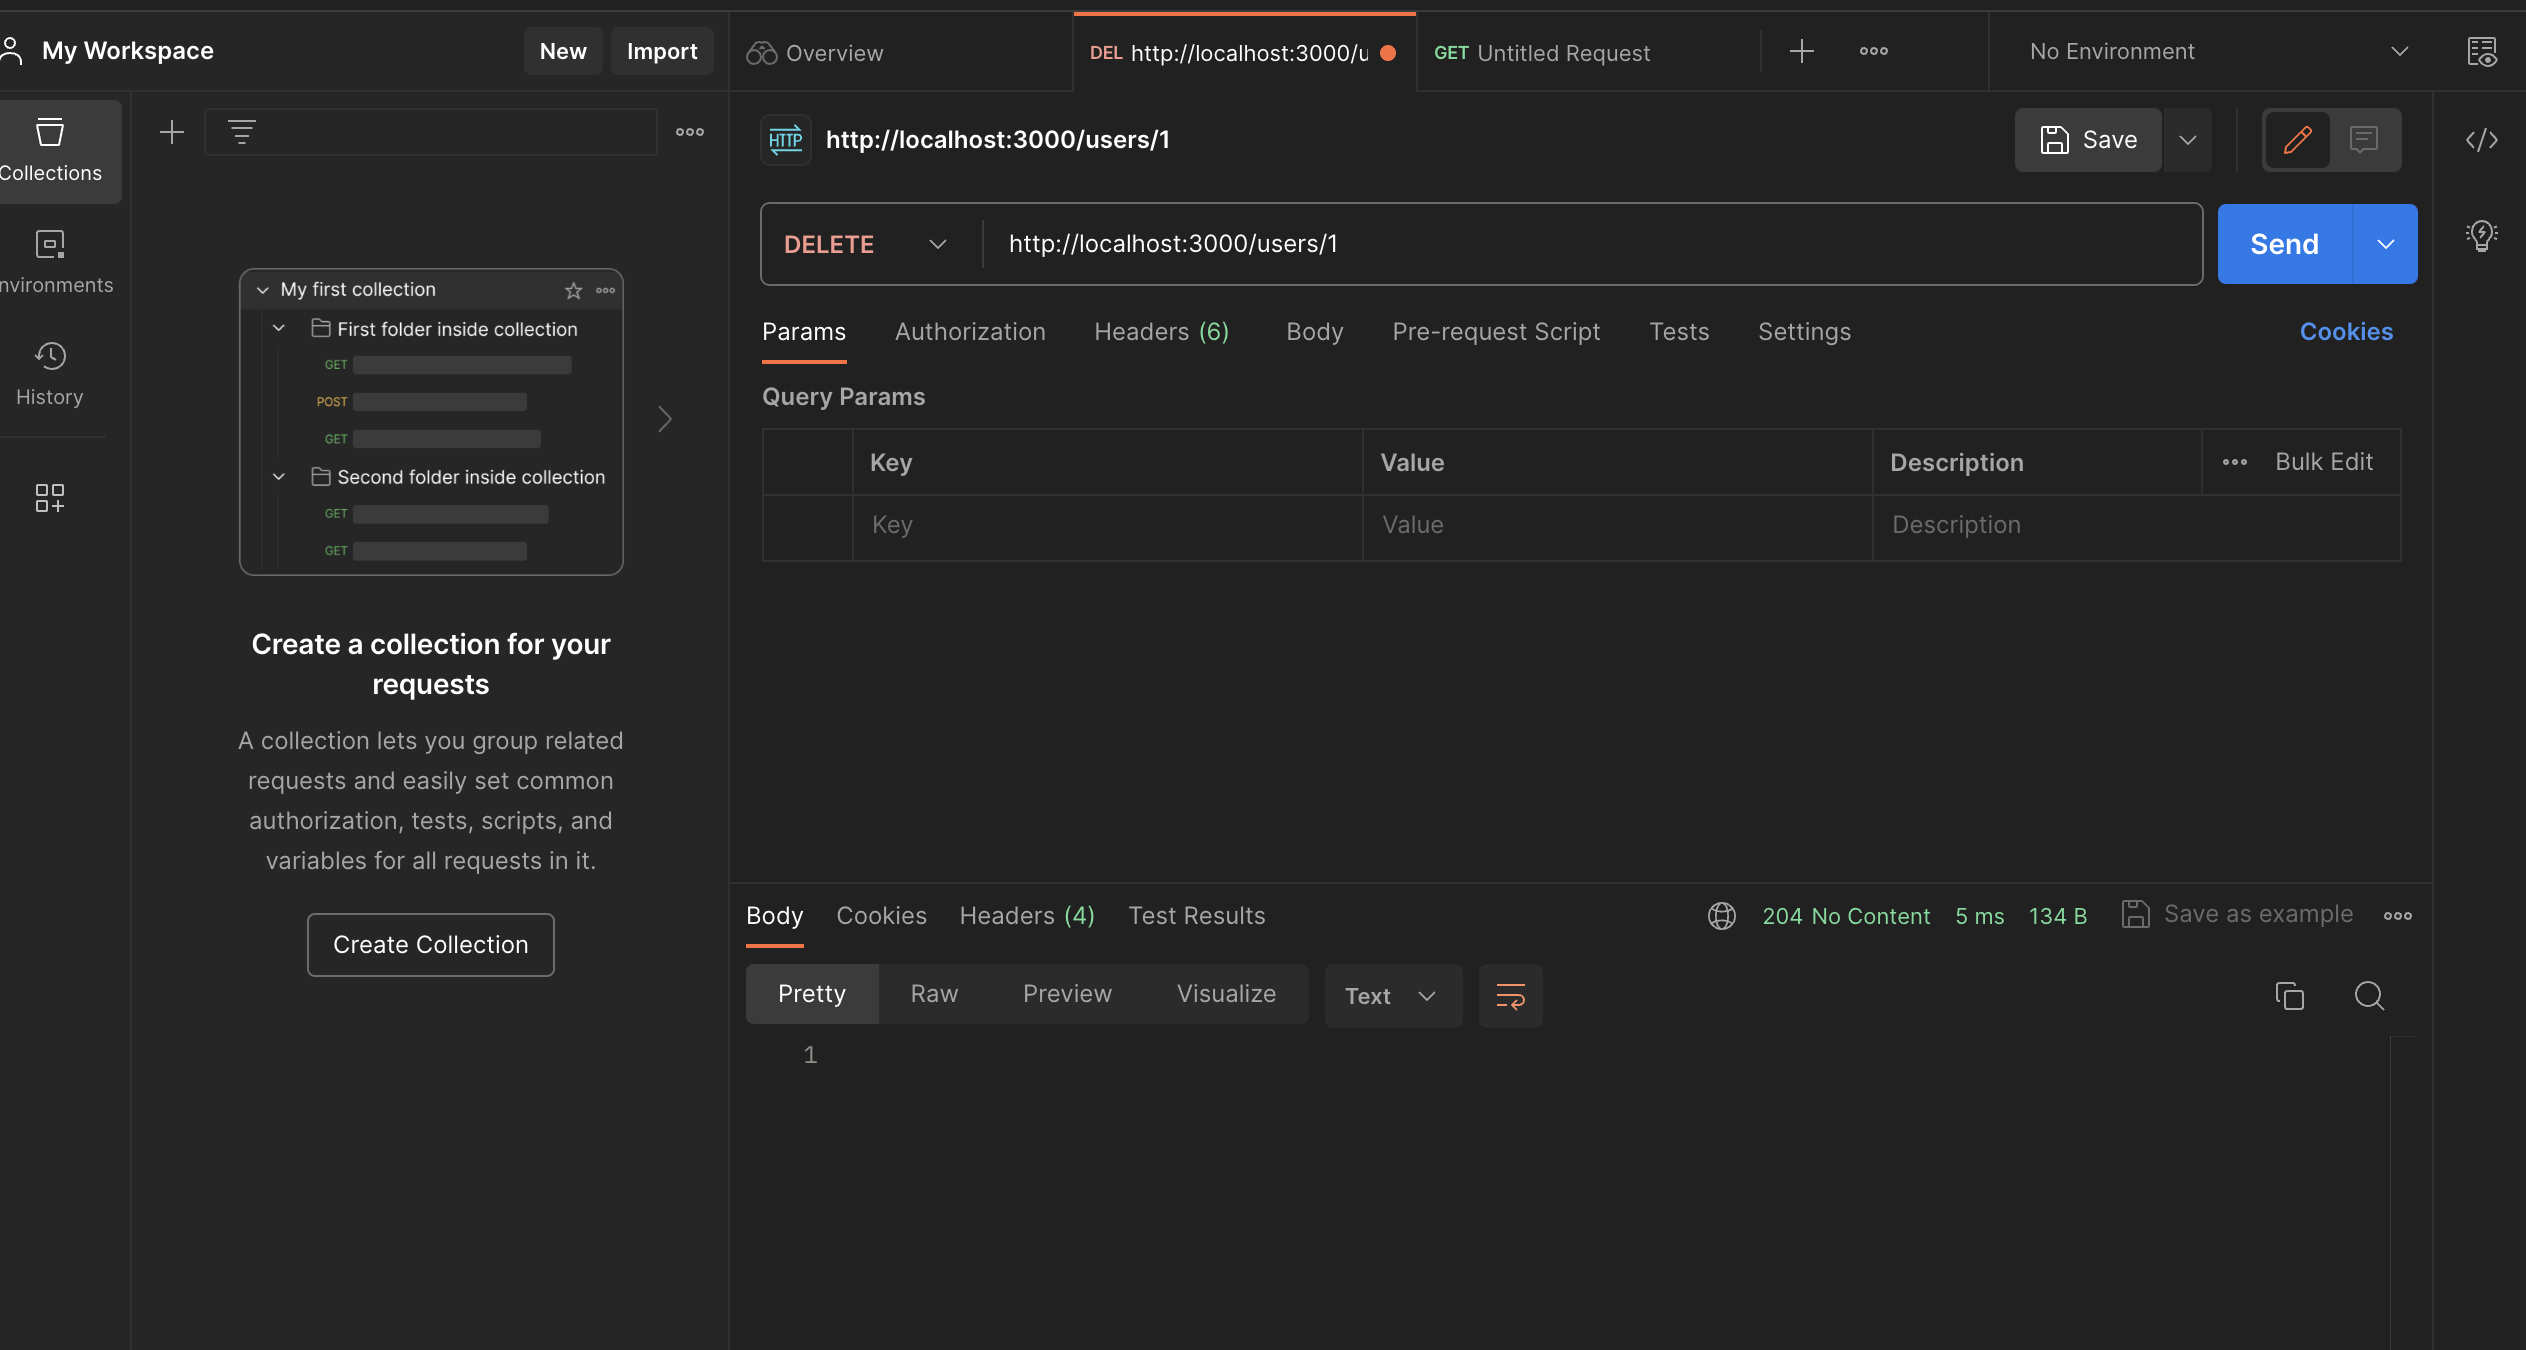 My Workspace
New
Import
Overview
DEL http://localhost:3000/u
GET Untitled Request
No Environment
Collections
nvironments
History
My first collection
First folder inside collection
GET
POST
GET
Second folder inside collection
GET
GET
Create a collection for your
requests
A collection lets you group related
requests and easily set common
authorization, tests, scripts, and
variables for all requests in it.
Create Collection
HTTP
http://localhost:3000/users/1
Save
DELETE
http://localhost:3000/users/1
Send
Params
Authorization
Headers (6)
Body
Pre-request Script
Tests
Settings
Cookies
Query Params
Key
Value
Description
Bulk Edit
Key
Value
Description
Body
Cookies
Headers (4)
Test Results
204 No Content
5 ms
134 B
Save as example
Pretty
Raw
Preview
Visualize
Text
1